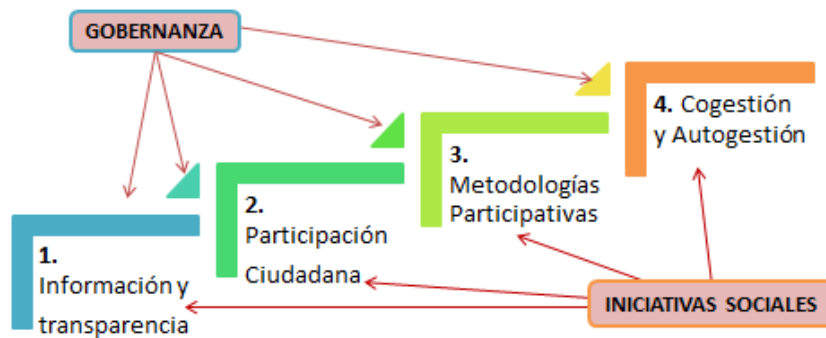 GOBERNANZA
1.
Información y
transparencia
2.
Participación
Ciudadana
3.
Metodologías
Participativas
4. Cogestión
y Autogestión
INICIATIVAS SOCIALES